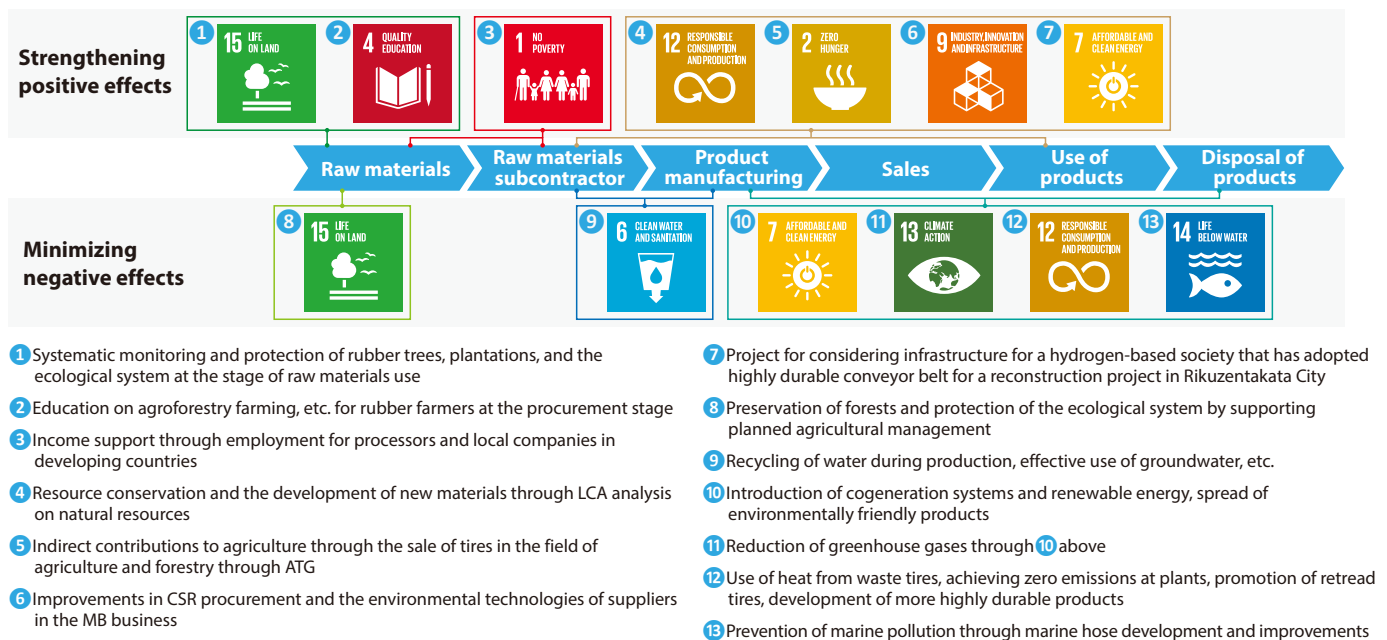 Strengthening
positive effects
1
15 LIFE
ON LAND
2
4 QUALITY
EDUCATION
3
1 NO
POVERTY
4
12 RESPONSIBLE
CONSUMPTION
AND PRODUCTION
5
2 ZERO
HUNGER
6
9 INDUSTRY, INNOVATION
AND INFRASTRUCTURE
7
7 AFFORDABLE AND
CLEAN ENERGY
Raw materials
Raw materials
subcontractor
Product
manufacturing
Sales
Use of
products
Disposal of
products
Minimizing
negative effects
8
15 LIFE
ON LAND
9
6 CLEAN WATER
AND SANITATION
10
7 AFFORDABLE AND
CLEAN ENERGY
11
13 CLIMATE
ACTION
12
12 RESPONSIBLE
CONSUMPTION
AND PRODUCTION
13
14 LIFE
BELOW WATER
1 Systematic monitoring and protection of rubber trees, plantations, and the
ecological system at the stage of raw materials use
2 Education on agroforestry farming, etc. for rubber farmers at the procurement stage
3 Income support through employment for processors and local companies in
developing countries
4 Resource conservation and the development of new materials through LCA analysis
on natural resources
5 Indirect contributions to agriculture through the sale of tires in the field of
agriculture and forestry through ATG
6 Improvements in CSR procurement and the environmental technologies of suppliers
in the MB business
7 Project for considering infrastructure for a hydrogen-based society that has adopted
highly durable conveyor belt for a reconstruction project in Rikuzentakata City
8 Preservation of forests and protection of the ecological system by supporting
planned agricultural management
9 Recycling of water during production, effective use of groundwater, etc.
10 Introduction of cogeneration systems and renewable energy, spread of
environmentally friendly products
11 Reduction of greenhouse gases through 10 above
12 Use of heat from waste tires, achieving zero emissions at plants, promotion of retread
tires, development of more highly durable products
13 Prevention of marine pollution through marine hose development and improvements